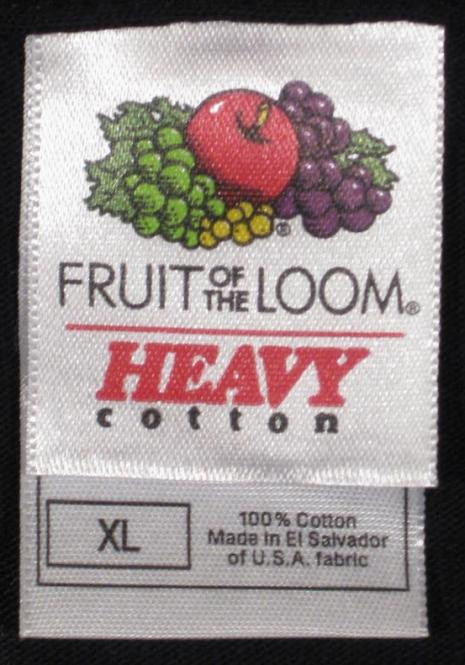 ®
FRUIT OF THE LOOM®
HEAVY
cotton
XL
100% Cotton
Made in El Salvador
of U.S.A. fabric